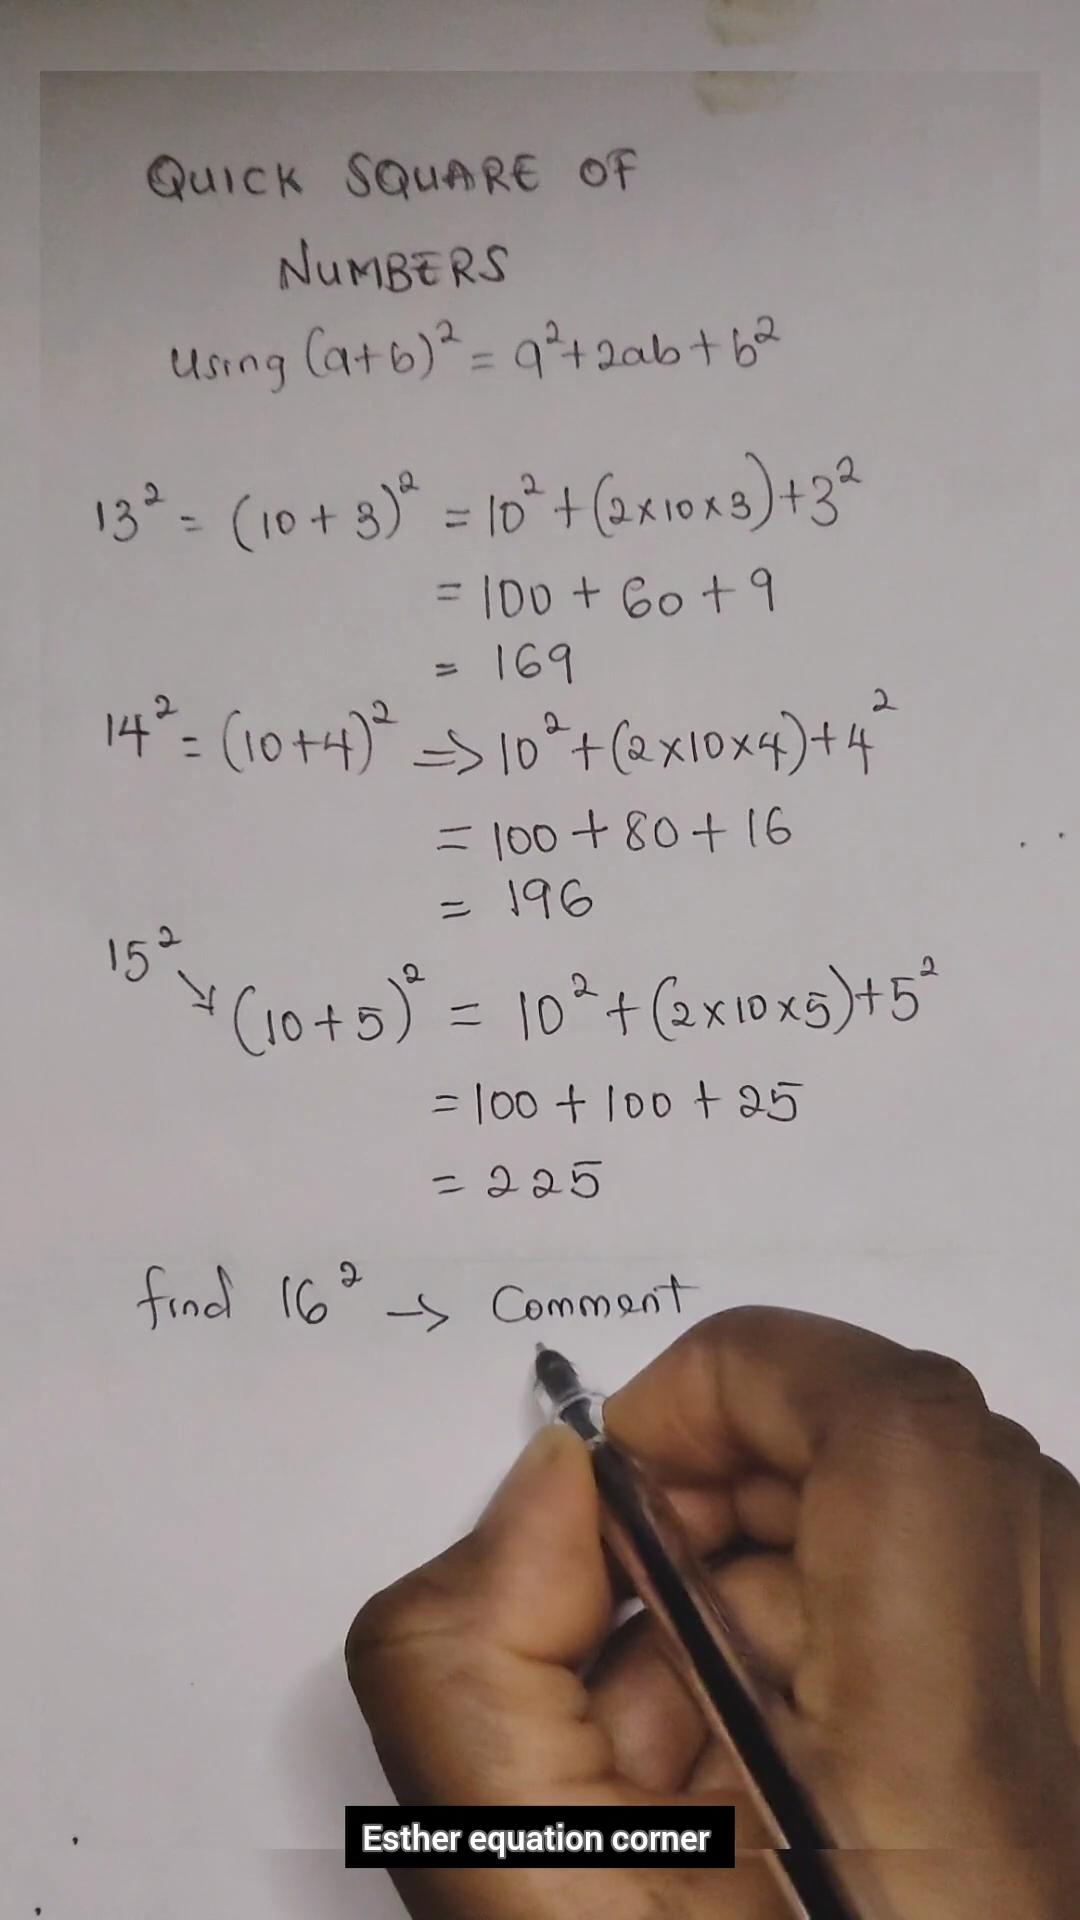 QUICK SQUARE OF
NUMBERS
Using (a+b)² = a²+2ab+b²
13² = (10+3)² = 10²+(2×10×3)+3²
= 100 + 60 + 9
= 169
14² = (10+4)² => 10²+(2×10×4)+4²
= 100 + 80 + 16
= 196
15²
↘ (10+5)² = 10²+(2×10×5)+5²
= 100 + 100 + 25
= 225
find 16² → Comment
Esther equation corner